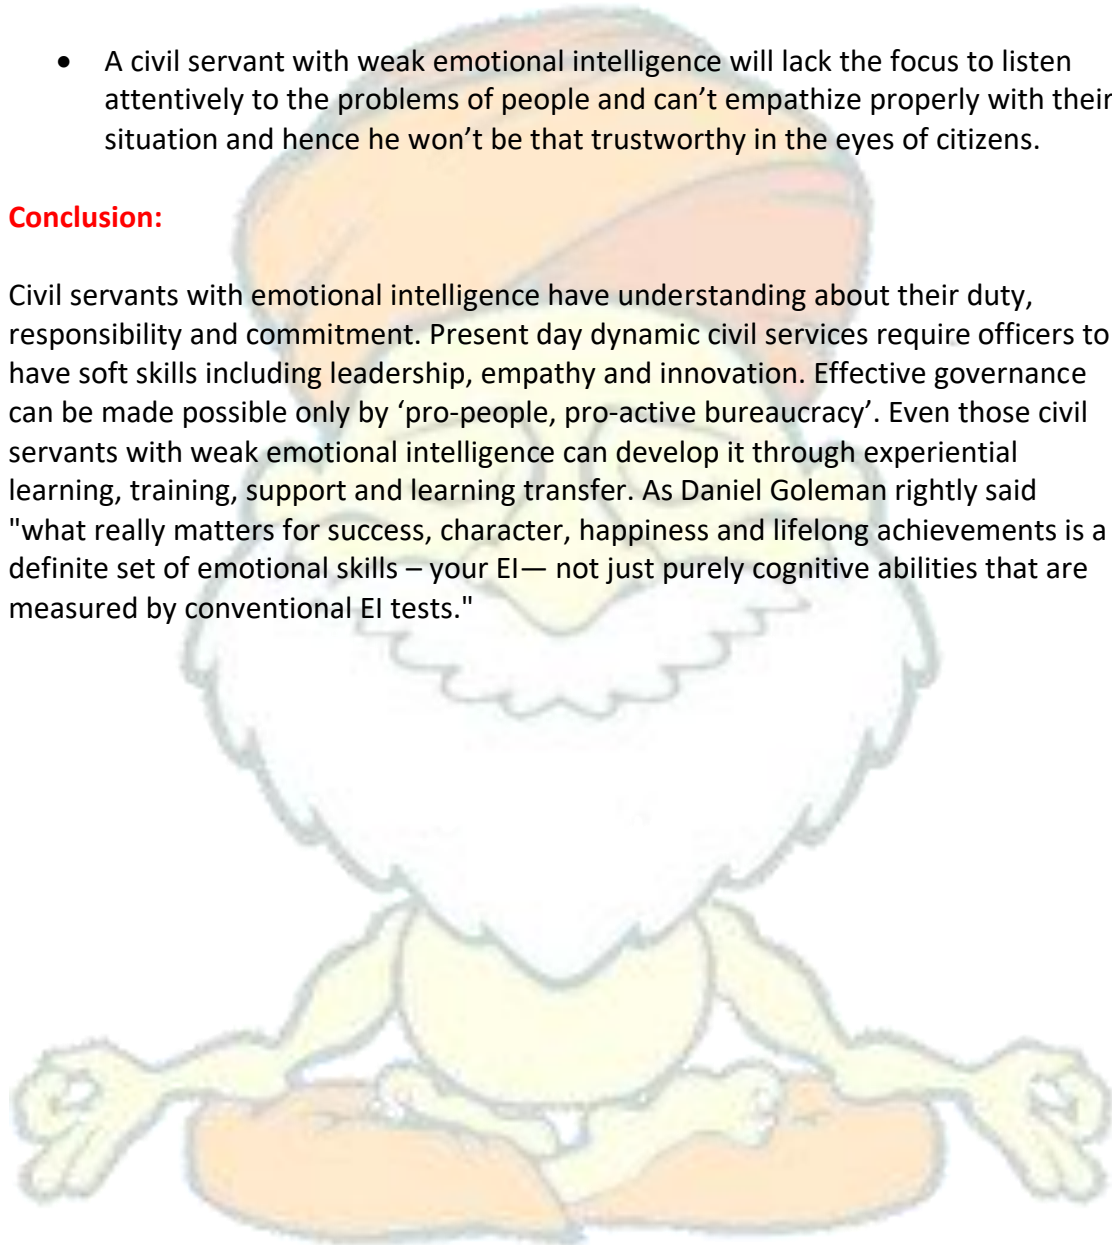 • A civil servant with weak emotional intelligence will lack the focus to listen
attentively to the problems of people and can’t empathize properly with their
situation and hence he won’t be that trustworthy in the eyes of citizens.
Conclusion:
Civil servants with emotional intelligence have understanding about their duty,
responsibility and commitment. Present day dynamic civil services require officers to
have soft skills including leadership, empathy and innovation. Effective governance
can be made possible only by ‘pro-people, pro-active bureaucracy’. Even those civil
servants with weak emotional intelligence can develop it through experiential
learning, training, support and learning transfer. As Daniel Goleman rightly said
"what really matters for success, character, happiness and lifelong achievements is a
definite set of emotional skills – your EI— not just purely cognitive abilities that are
measured by conventional EI tests."